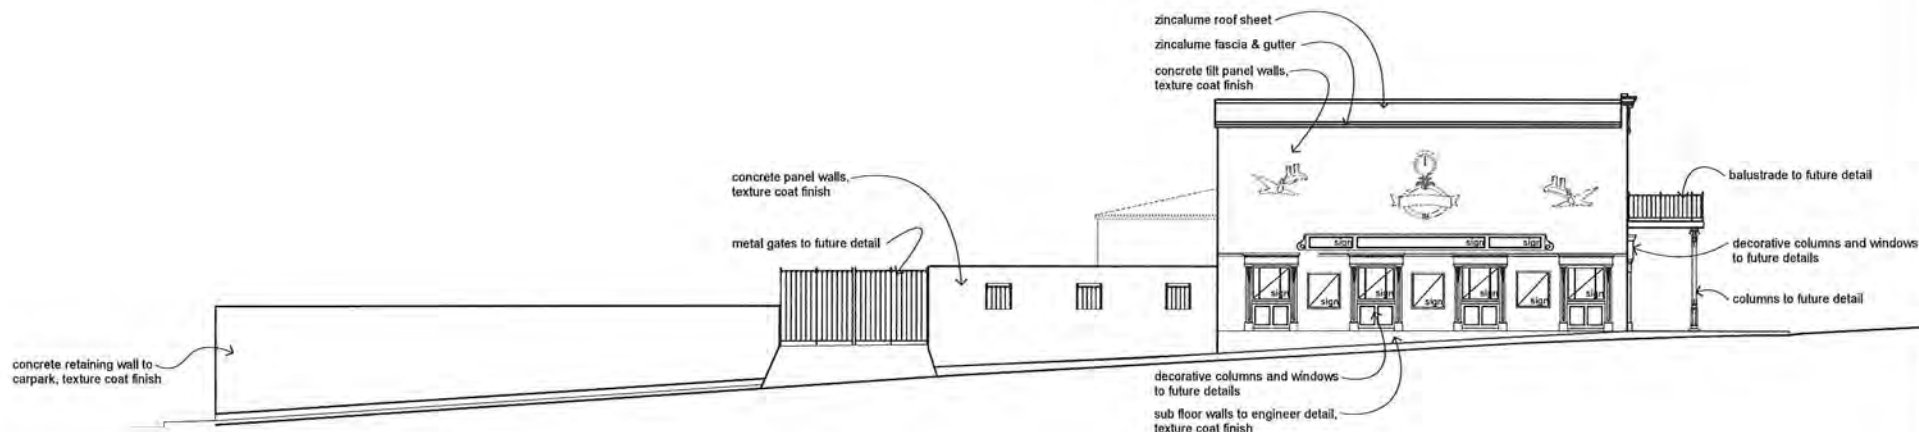 zincalume roof sheet
zincalume fascia & gutter
concrete tilt panel walls,
texture coat finish
concrete panel walls,
texture coat finish
metal gates to future detail
balustrade to future detail
decorative columns and windows
to future details
columns to future detail
sign
sign
sign
sign
sign
sign
sign
sign
sign
sign
concrete retaining wall to
carpark, texture coat finish
decorative columns and windows
to future details
sub floor walls to engineer detail,
texture coat finish